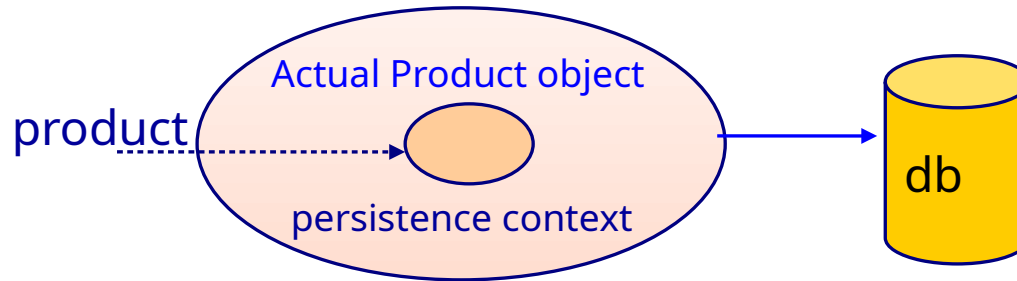 Actual Product object
product
persistence context
db